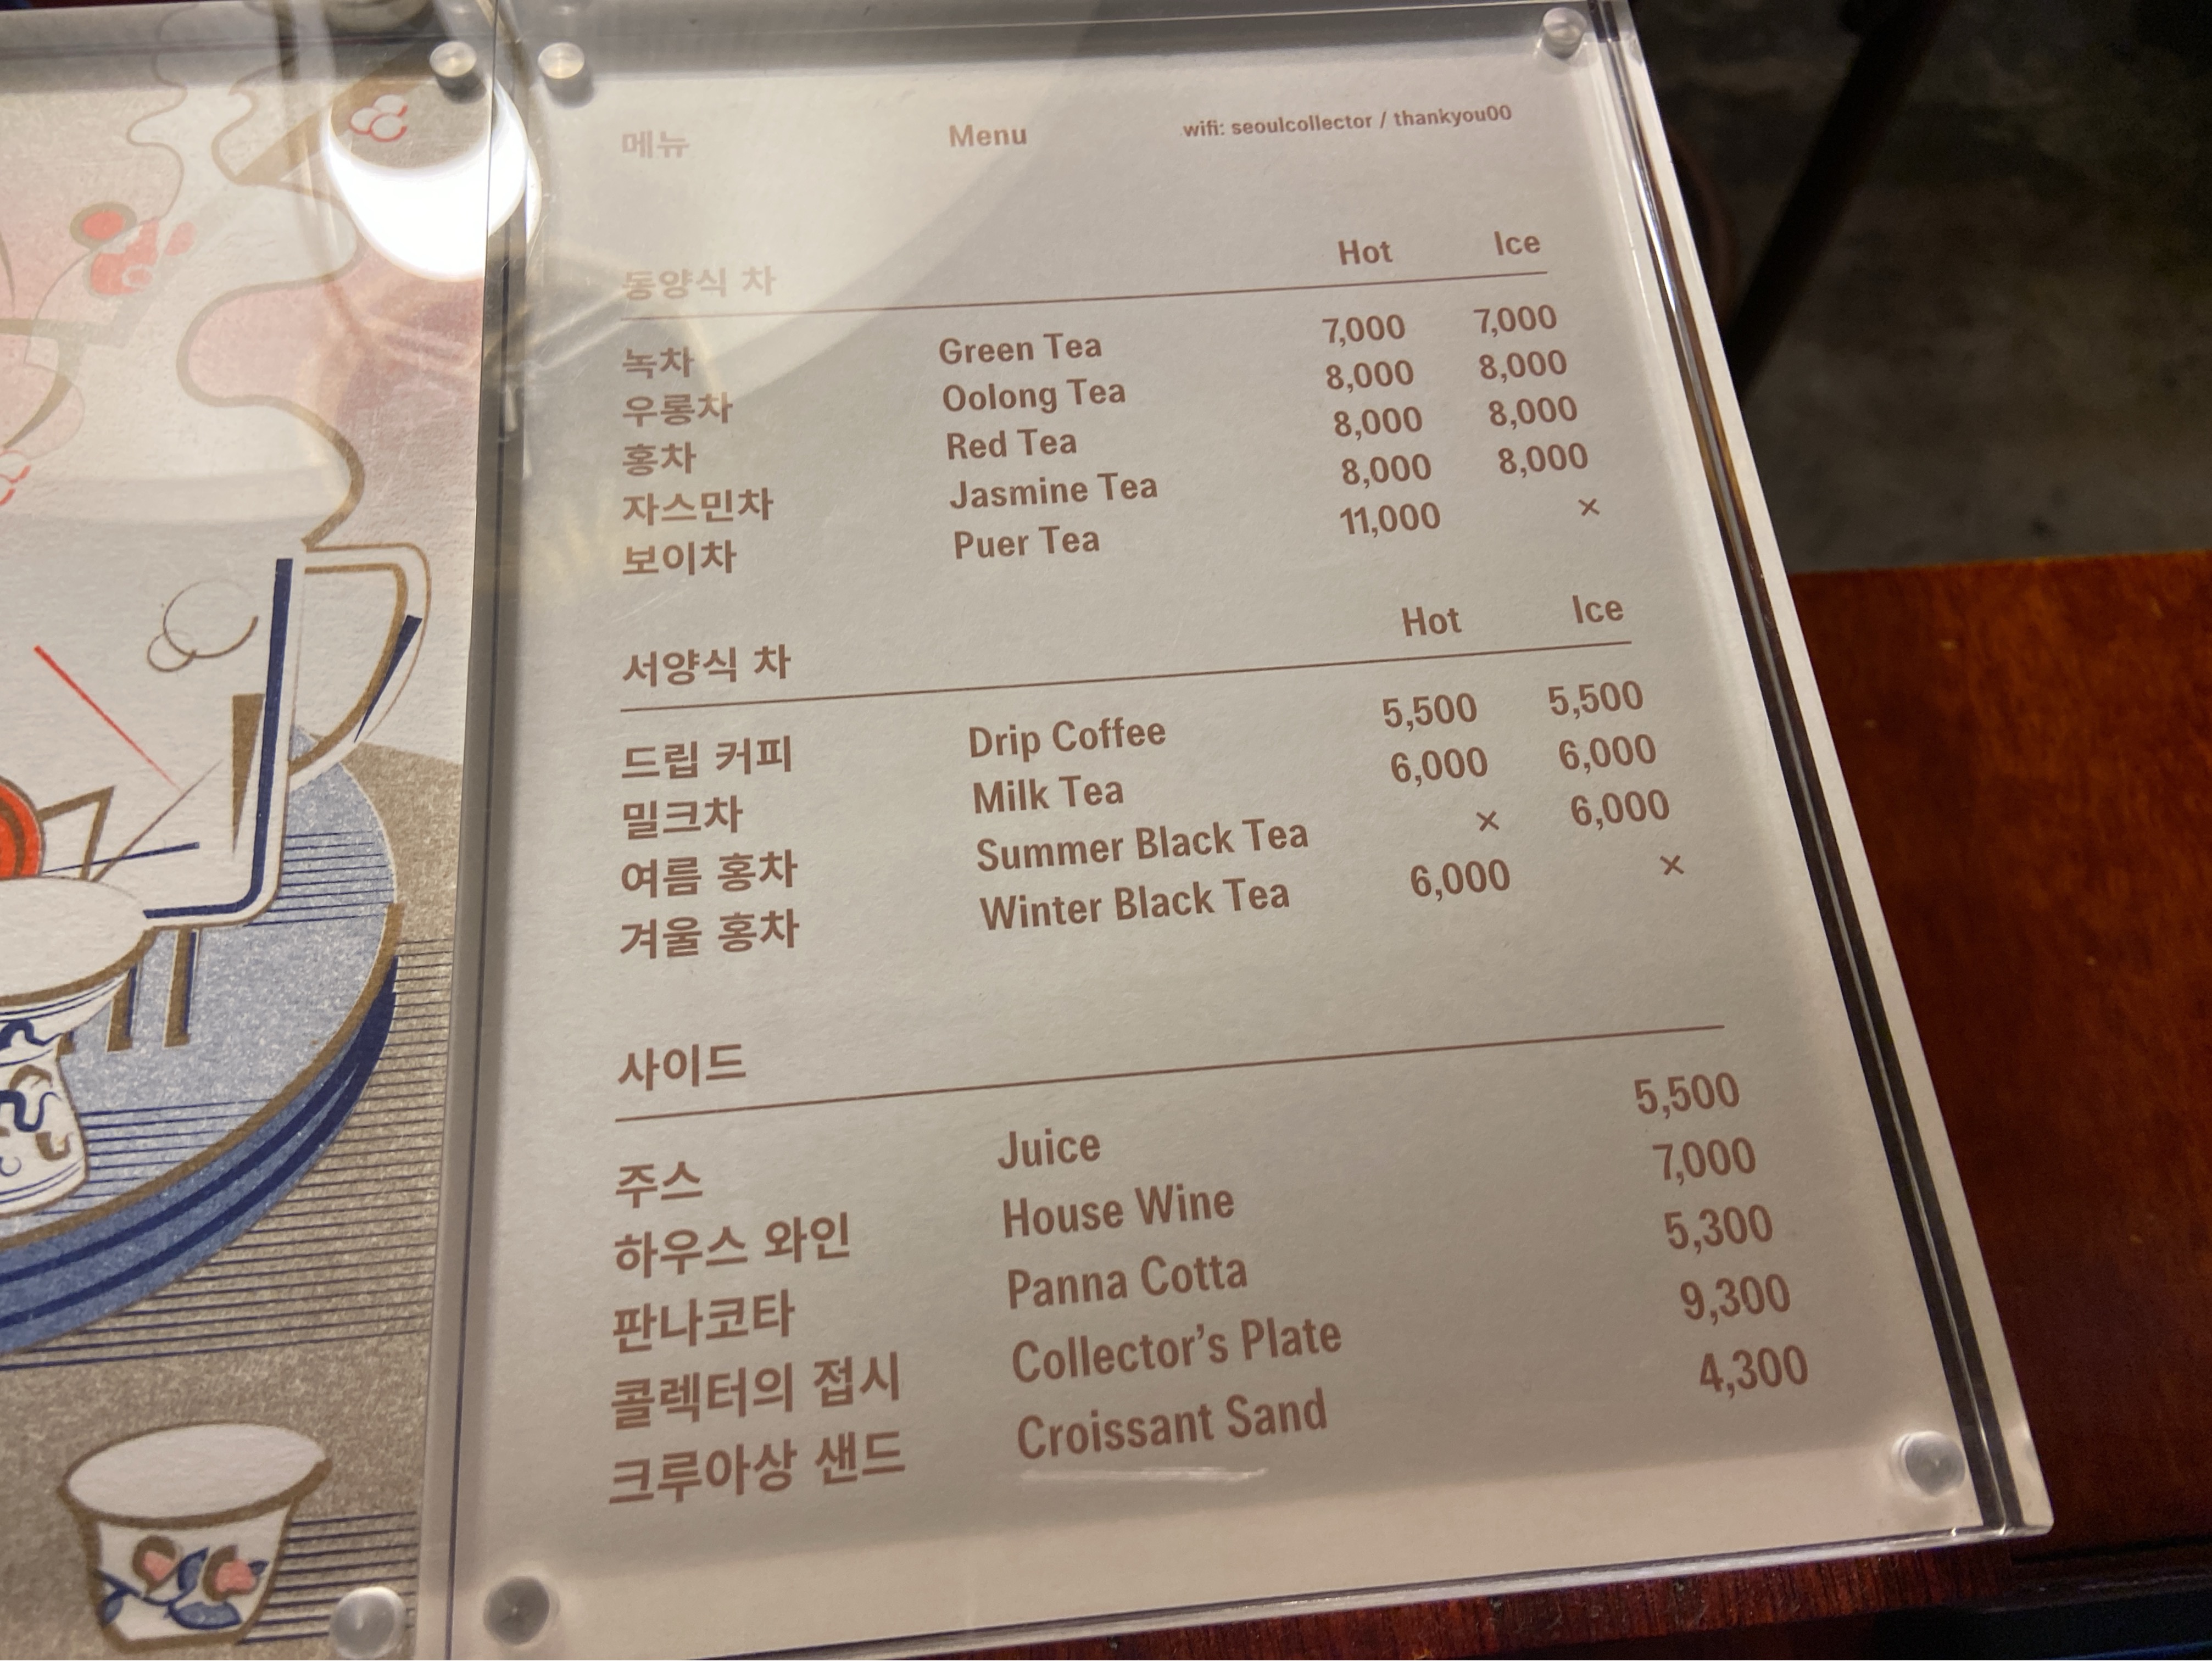 메뉴 Menu wifi: seoulcollector / thankyou00
동양식 차 Hot Ice
녹차 Green Tea 7,000 7,000
우롱차 Oolong Tea 8,000 8,000
홍차 Red Tea 8,000 8,000
자스민차 Jasmine Tea 8,000 8,000
보이차 Puer Tea 11,000 ×
서양식 차 Hot Ice
드립 커피 Drip Coffee 5,500 5,500
밀크차 Milk Tea 6,000 6,000
여름 홍차 Summer Black Tea × 6,000
겨울 홍차 Winter Black Tea 6,000 ×
사이드
주스 Juice 5,500
하우스 와인 House Wine 7,000
판나코타 Panna Cotta 5,300
콜렉터의 접시 Collector's Plate 9,300
크루아상 샌드 Croissant Sand 4,300